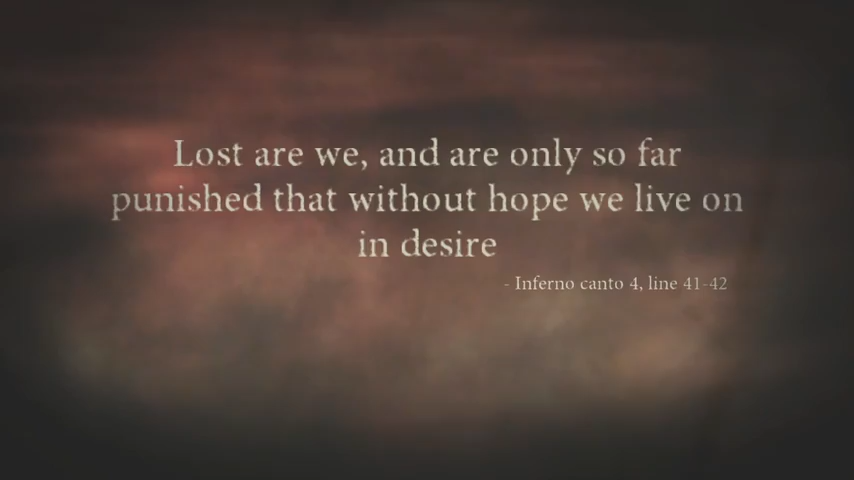 Lost are we, and are only so far
punished that without hope we live on
in desire
- Inferno canto 4, line 41-42